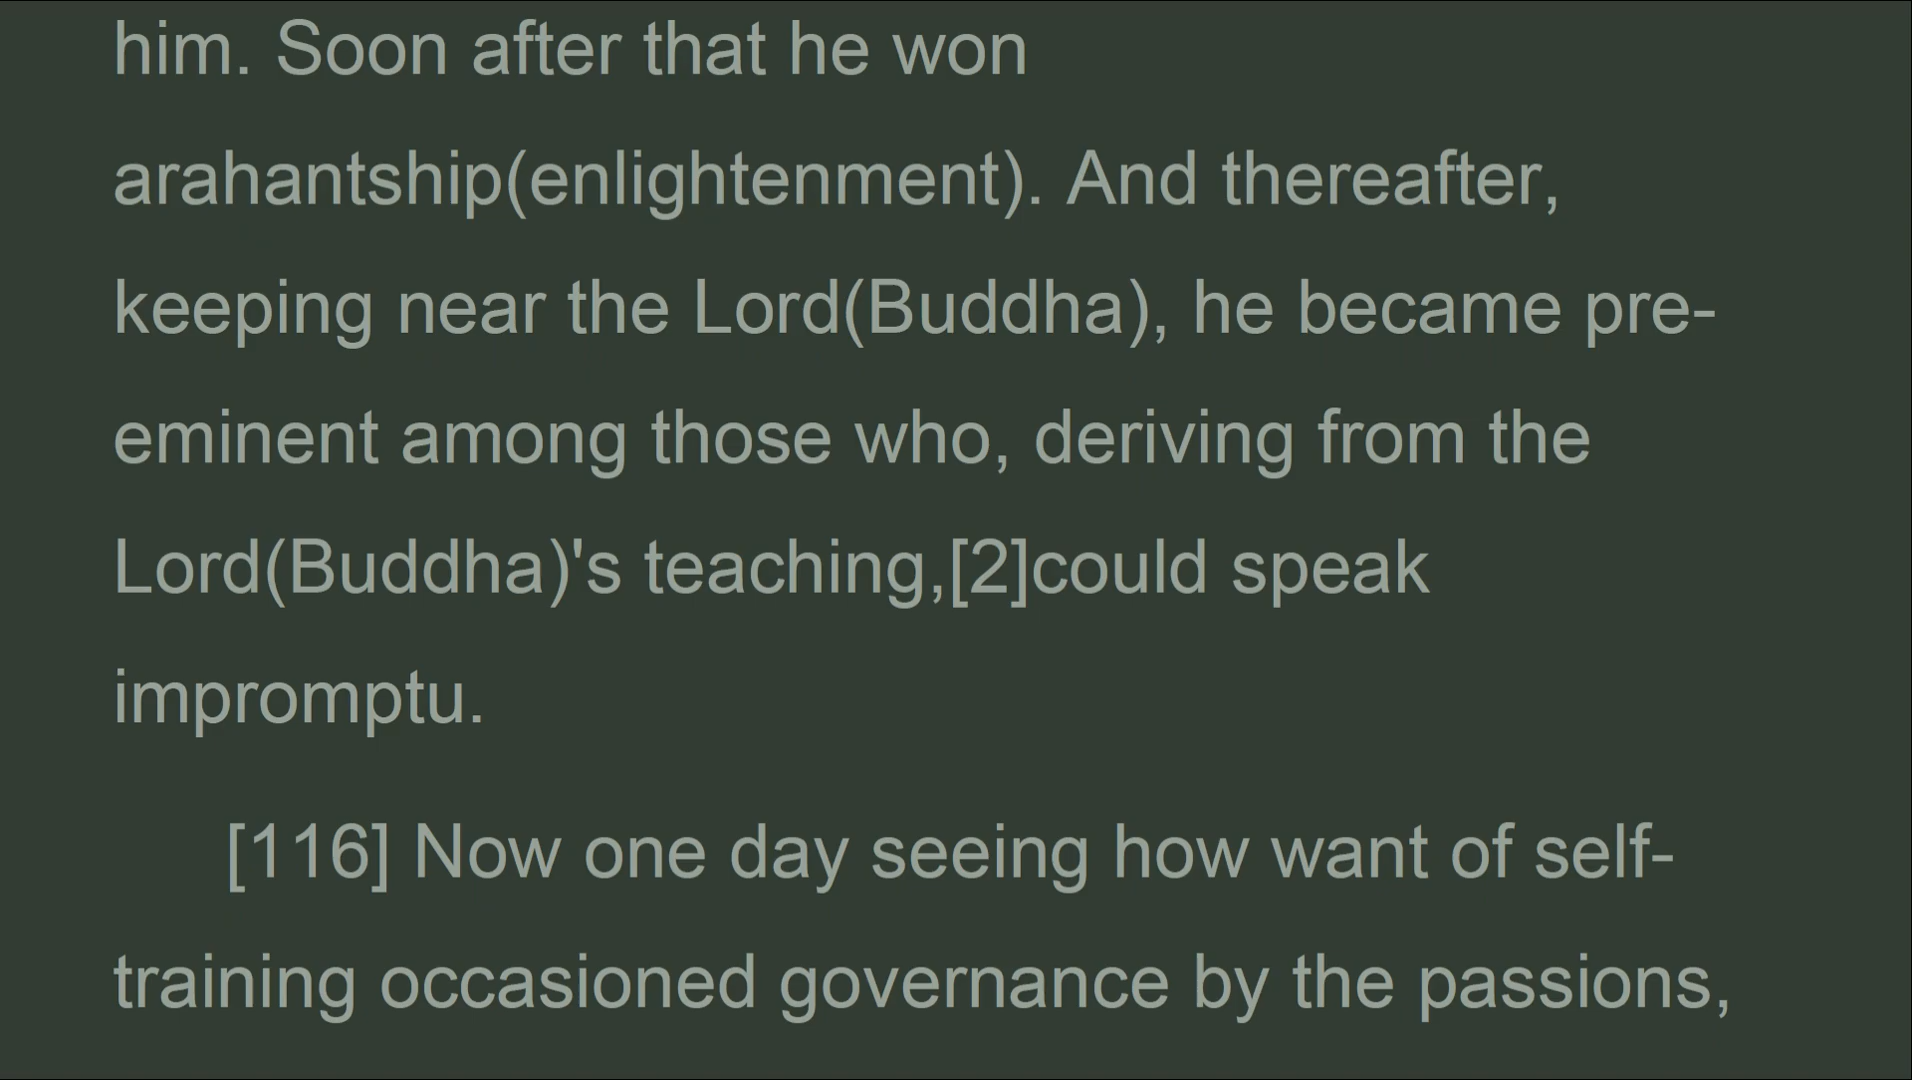 him. Soon after that he won
arahantship(enlightenment). And thereafter,
keeping near the Lord(Buddha), he became pre-
eminent among those who, deriving from the
Lord(Buddha)'s teaching,[2]could speak
impromptu.
[116] Now one day seeing how want of self-
training occasioned governance by the passions,